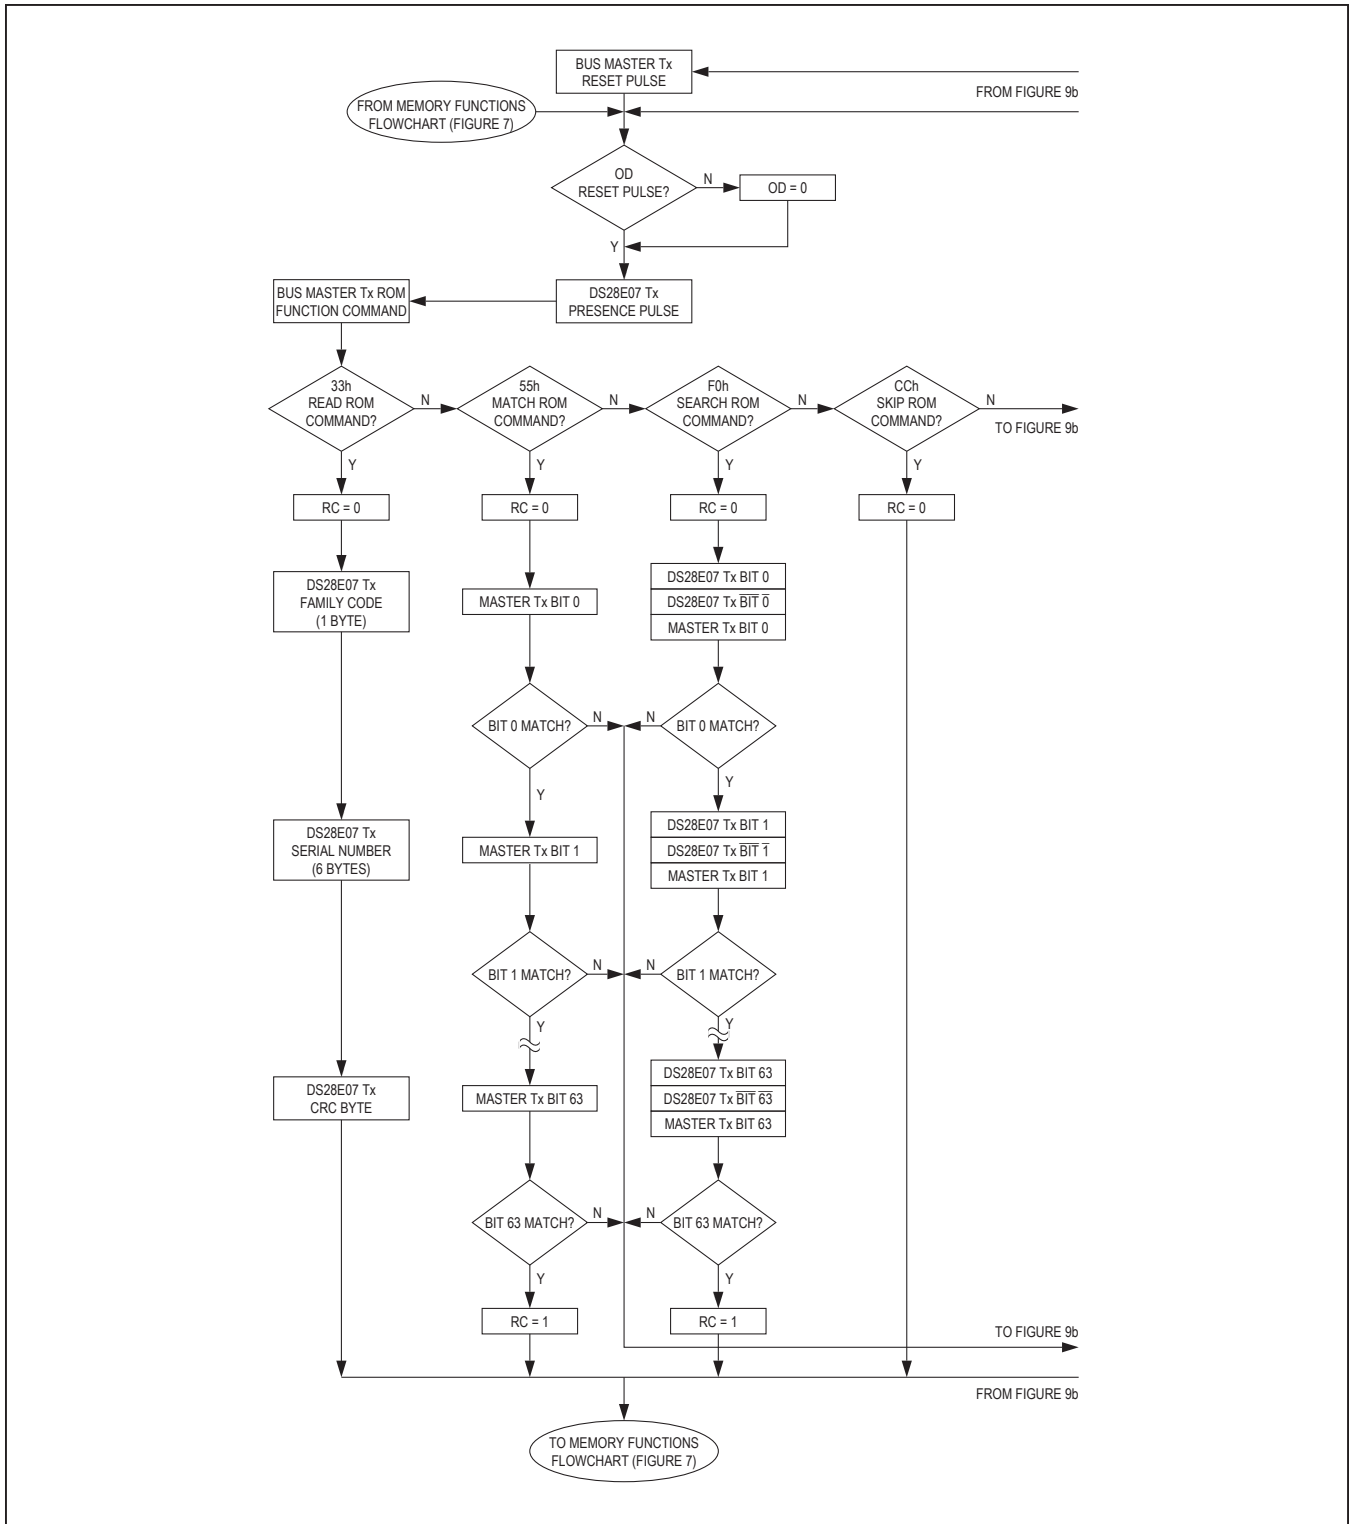 BUS MASTER Tx
RESET PULSE
FROM FIGURE 9b
FROM MEMORY FUNCTIONS
FLOWCHART (FIGURE 7)
OD
RESET PULSE?
N
OD = 0
Y
BUS MASTER Tx ROM
FUNCTION COMMAND
DS28E07 Tx
PRESENCE PULSE
33h
READ ROM
COMMAND?
N
55h
MATCH ROM
COMMAND?
N
F0h
SEARCH ROM
COMMAND?
N
CCh
SKIP ROM
COMMAND?
N
TO FIGURE 9b
Y
Y
Y
Y
RC = 0
RC = 0
RC = 0
RC = 0
DS28E07 Tx
FAMILY CODE
(1 BYTE)
MASTER Tx BIT 0
DS28E07 Tx BIT 0
DS28E07 Tx B̅I̅T̅ 0̅
MASTER Tx BIT 0
BIT 0 MATCH?
N
N
BIT 0 MATCH?
Y
Y
DS28E07 Tx
SERIAL NUMBER
(6 BYTES)
MASTER Tx BIT 1
DS28E07 Tx BIT 1
DS28E07 Tx B̅I̅T̅ 1̅
MASTER Tx BIT 1
BIT 1 MATCH?
N
N
BIT 1 MATCH?
Y
Y
DS28E07 Tx
CRC BYTE
MASTER Tx BIT 63
DS28E07 Tx BIT 63
DS28E07 Tx B̅I̅T̅ 6̅3̅
MASTER Tx BIT 63
BIT 63 MATCH?
N
N
BIT 63 MATCH?
Y
Y
RC = 1
RC = 1
TO FIGURE 9b
FROM FIGURE 9b
TO MEMORY FUNCTIONS
FLOWCHART (FIGURE 7)